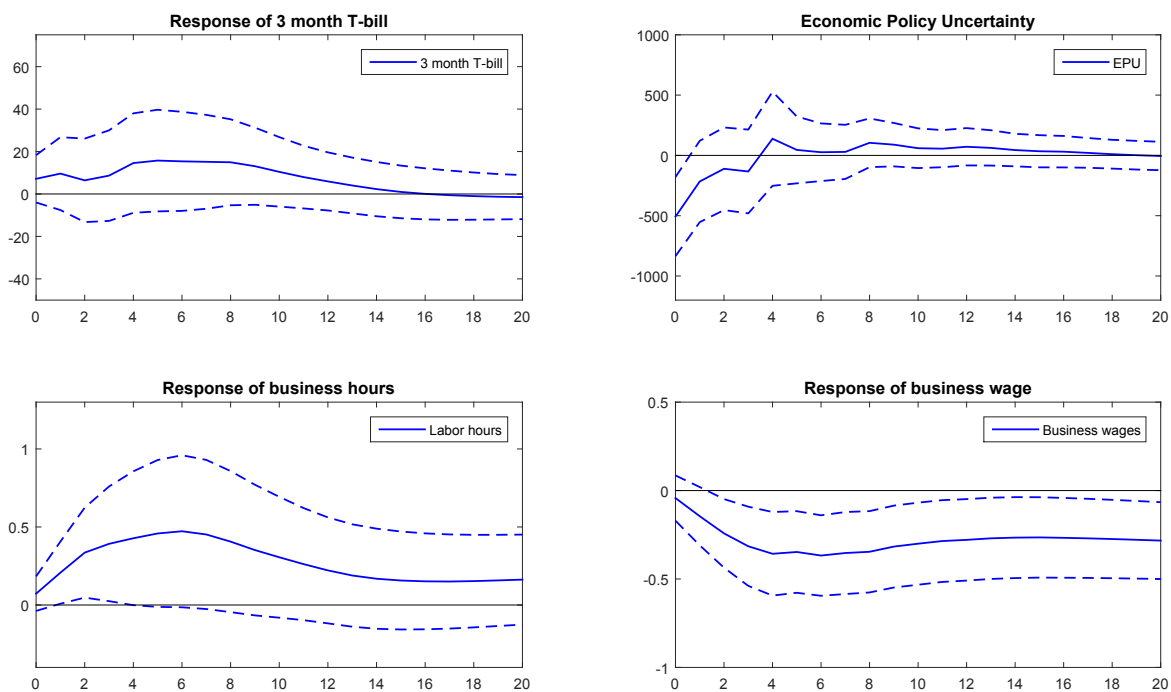 Response of 3 month T-bill
60
40
20
0
-20
-40
3 month T-bill
0 2 4 6 8 10 12 14 16 18 20
Economic Policy Uncertainty
1000
500
0
-500
-1000
EPU
0 2 4 6 8 10 12 14 16 18 20
Response of business hours
1
0.5
0
Labor hours
0 2 4 6 8 10 12 14 16 18 20
Response of business wage
0.5
0
-0.5
-1
Business wages
0 2 4 6 8 10 12 14 16 18 20